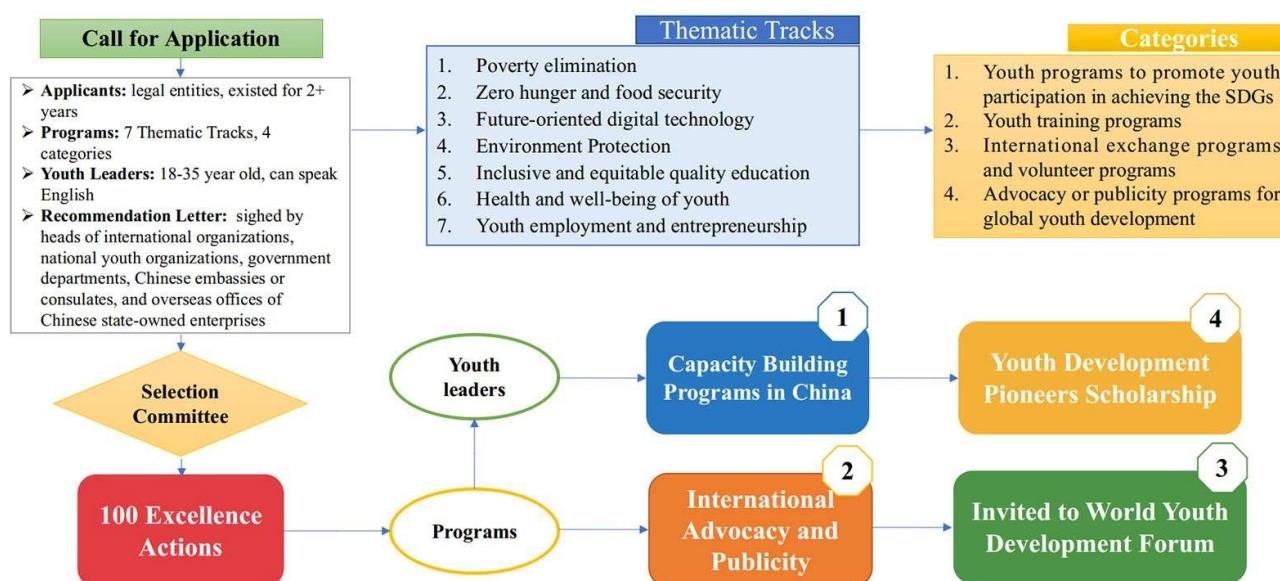 Call for Application
➢ Applicants: legal entities, existed for 2+
years
➢ Programs: 7 Thematic Tracks, 4
categories
➢ Youth Leaders: 18-35 year old, can speak
English
➢ Recommendation Letter: sighed by
heads of international organizations,
national youth organizations, government
departments, Chinese embassies or
consulates, and overseas offices of
Chinese state-owned enterprises
Thematic Tracks
1. Poverty elimination
2. Zero hunger and food security
3. Future-oriented digital technology
4. Environment Protection
5. Inclusive and equitable quality education
6. Health and well-being of youth
7. Youth employment and entrepreneurship
Categories
1. Youth programs to promote youth
participation in achieving the SDGs
2. Youth training programs
3. International exchange programs
and volunteer programs
4. Advocacy or publicity programs for
global youth development
Selection
Committee
100 Excellence
Actions
Programs
Youth
leaders
1
Capacity Building
Programs in China
4
Youth Development
Pioneers Scholarship
2
International
Advocacy and
Publicity
3
Invited to World Youth
Development Forum